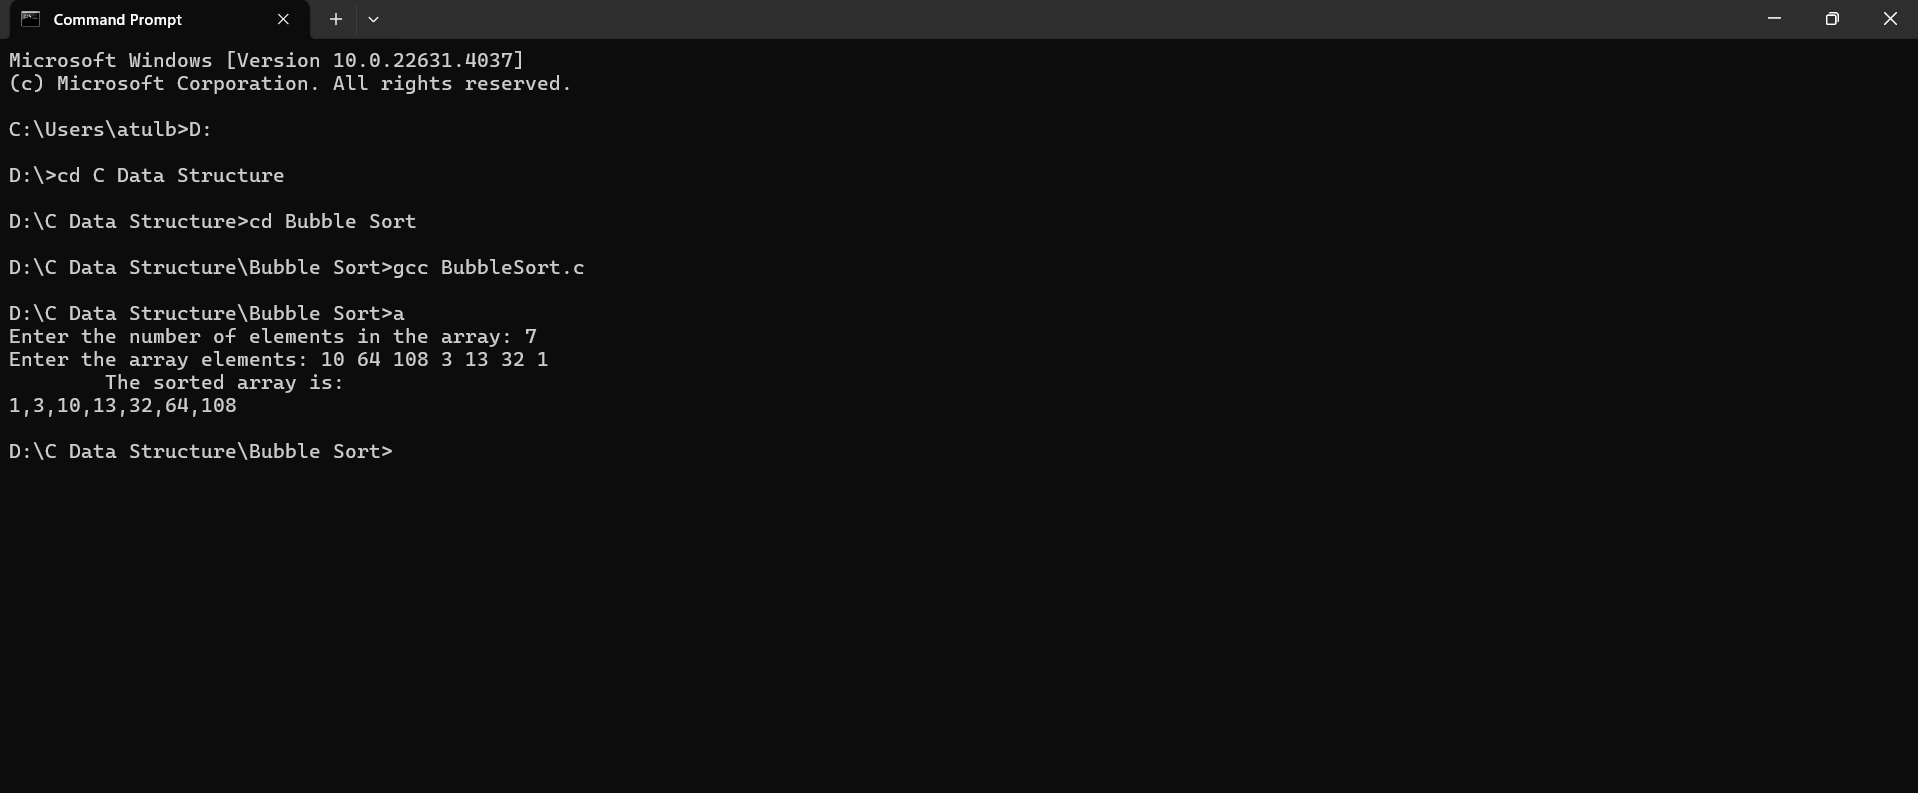 Command Prompt
Microsoft Windows [Version 10.0.22631.4037]
(c) Microsoft Corporation. All rights reserved.
C:\Users\atulb>D:
D:\>cd C Data Structure
D:\C Data Structure>cd Bubble Sort
D:\C Data Structure\Bubble Sort>gcc BubbleSort.c
D:\C Data Structure\Bubble Sort>a
Enter the number of elements in the array: 7
Enter the array elements: 10 64 108 3 13 32 1
        The sorted array is:
1,3,10,13,32,64,108
D:\C Data Structure\Bubble Sort>